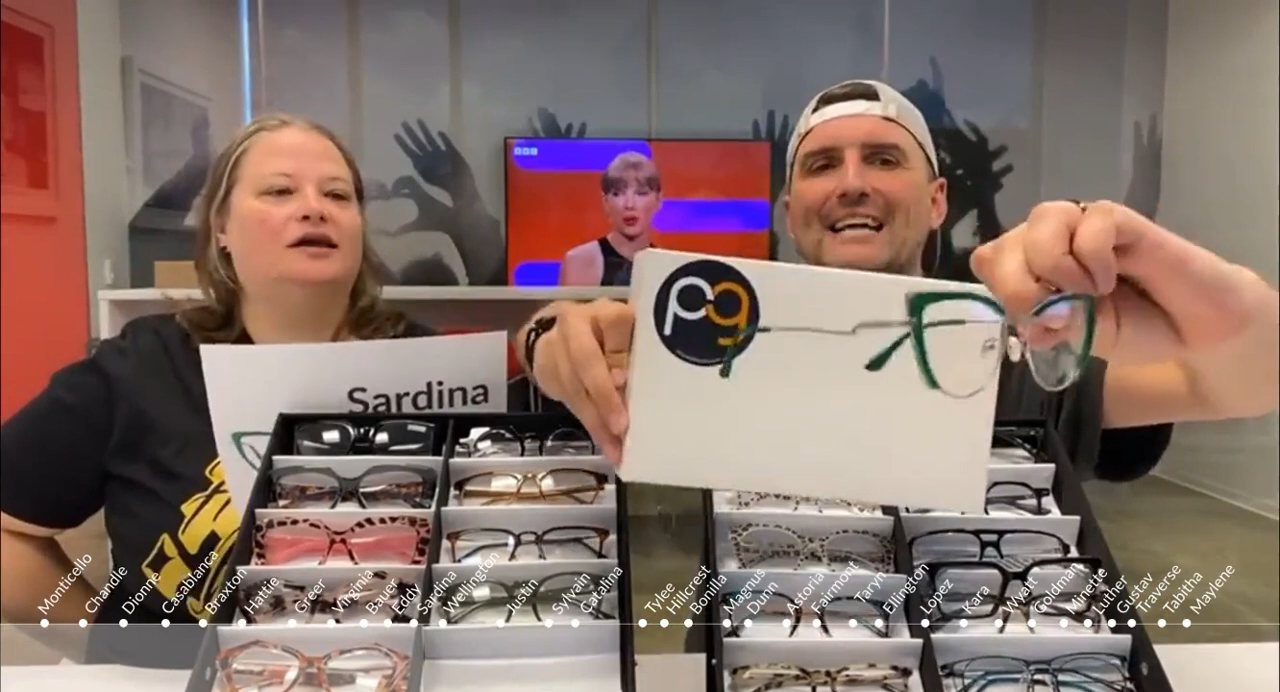 BBC
pg
Sardina
Monticello
Chandle
Dionne
Casablanca
Braxton
Hattie
Greer
Virginia
Bauer
Eddy
Sardina
Wellington
Justin
Sylvain
Catalina
Tylee
Hillcrest
Bonilla
Magnus
Dunn
Astoria
Fairmont
Taryn
Ellington
Lopez
Kara
Wyatt
Goldman
Minette
Luther
Gustav
Traverse
Tabitha
Maylene